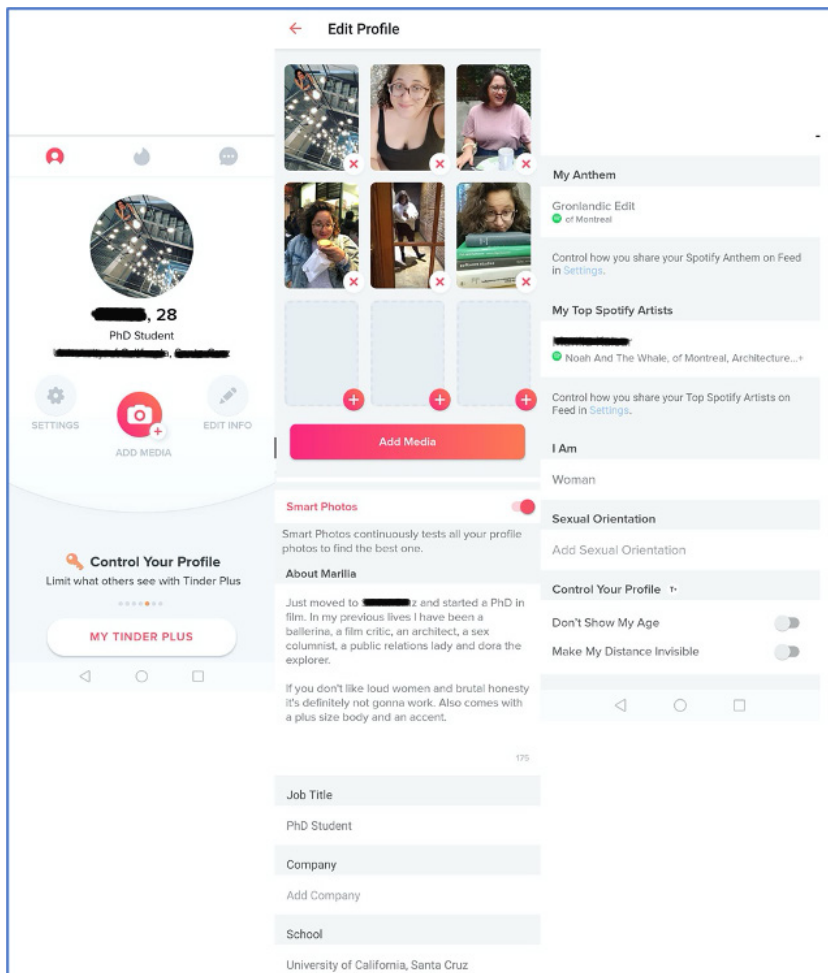 SETTINGS
EDIT INFO
ADD MEDIA
, 28
PhD Student
Control Your Profile
Limit what others see with Tinder Plus
MY TINDER PLUS
Edit Profile
Add Media
Smart Photos
Smart Photos continuously tests all your profile
photos to find the best one.
About Marilia
Just moved to z and started a PhD in
film. In my previous lives I have been a
ballerina, a film critic, an architect, a sex
columnist, a public relations lady and dora the
explorer.
If you don't like loud women and brutal honesty
it's definitely not gonna work. Also comes with
a plus size body and an accent.
175
Job Title
PhD Student
Company
Add Company
School
University of California, Santa Cruz
My Anthem
Gronlandic Edit
of Montreal
Control how you share your Spotify Anthem on Feed
in Settings.
My Top Spotify Artists
Noah And The Whale, of Montreal, Architecture...+
Control how you share your Top Spotify Artists on
Feed in Settings.
I Am
Woman
Sexual Orientation
Add Sexual Orientation
Control Your Profile
Don't Show My Age
Make My Distance Invisible